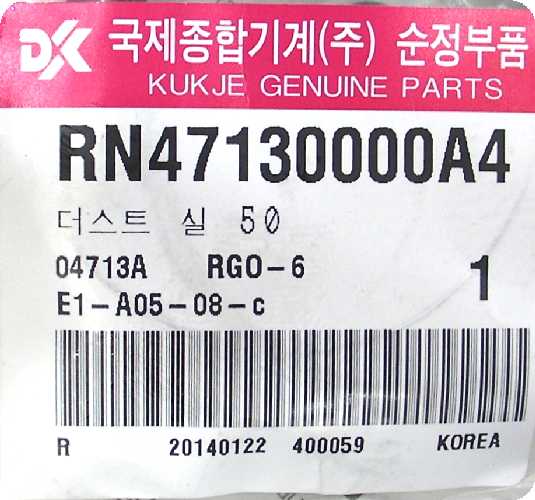 DK 국제종합기계(주) 순정부품
KUKJE GENUINE PARTS
RN47130000A4
더스트 실 50
04713A RGO-6 1
E1-A05-08-c
R 20140122 400059 KOREA